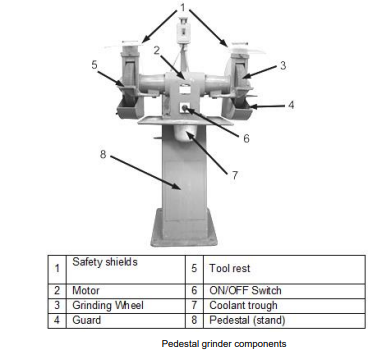 1
2
3
4
5
6
7
8
1 Safety shields 5 Tool rest
2 Motor 6 ON/OFF Switch
3 Grinding Wheel 7 Coolant trough
4 Guard 8 Pedestal (stand)
Pedestal grinder components